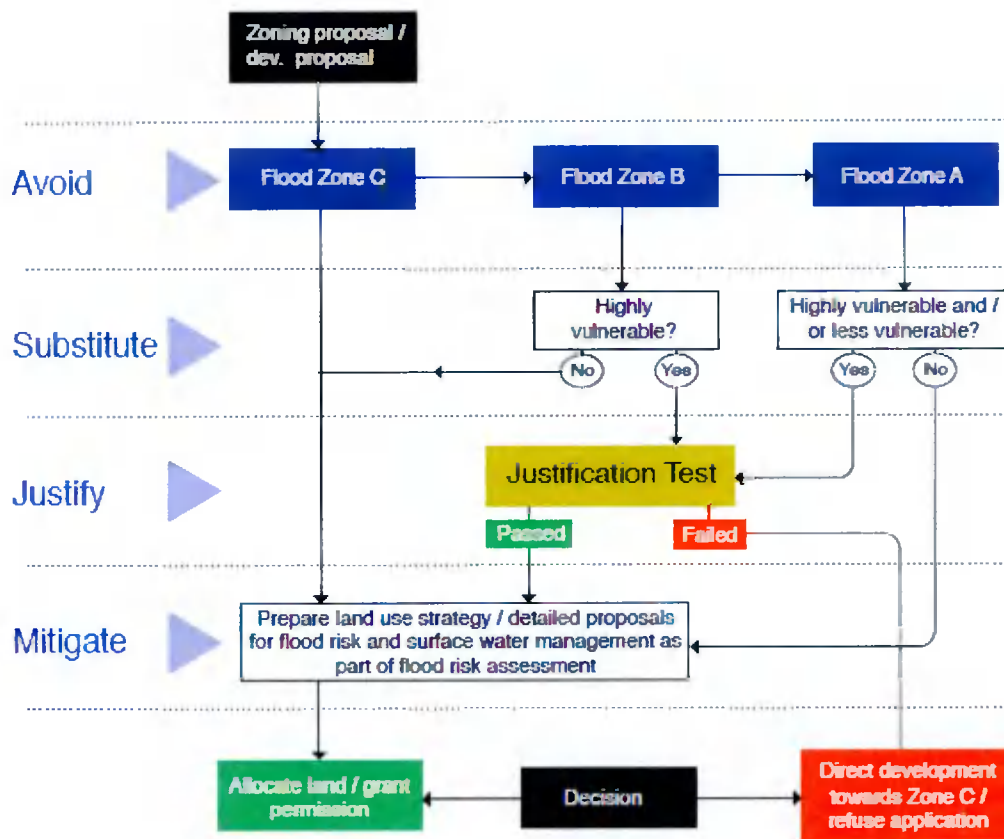 Zoning proposal /
dev. proposal
Avoid
Flood Zone C
Flood Zone B
Flood Zone A
Substitute
Highly
vulnerable?
Highly vulnerable and /
or less vulnerable?
No
Yes
Yes
No
Justify
Justification Test
Passed
Failed
Mitigate
Prepare land use strategy / detailed proposals
for flood risk and surface water management as
part of flood risk assessment
Allocate land / grant
permission
Decision
Direct development
towards Zone C /
refuse application